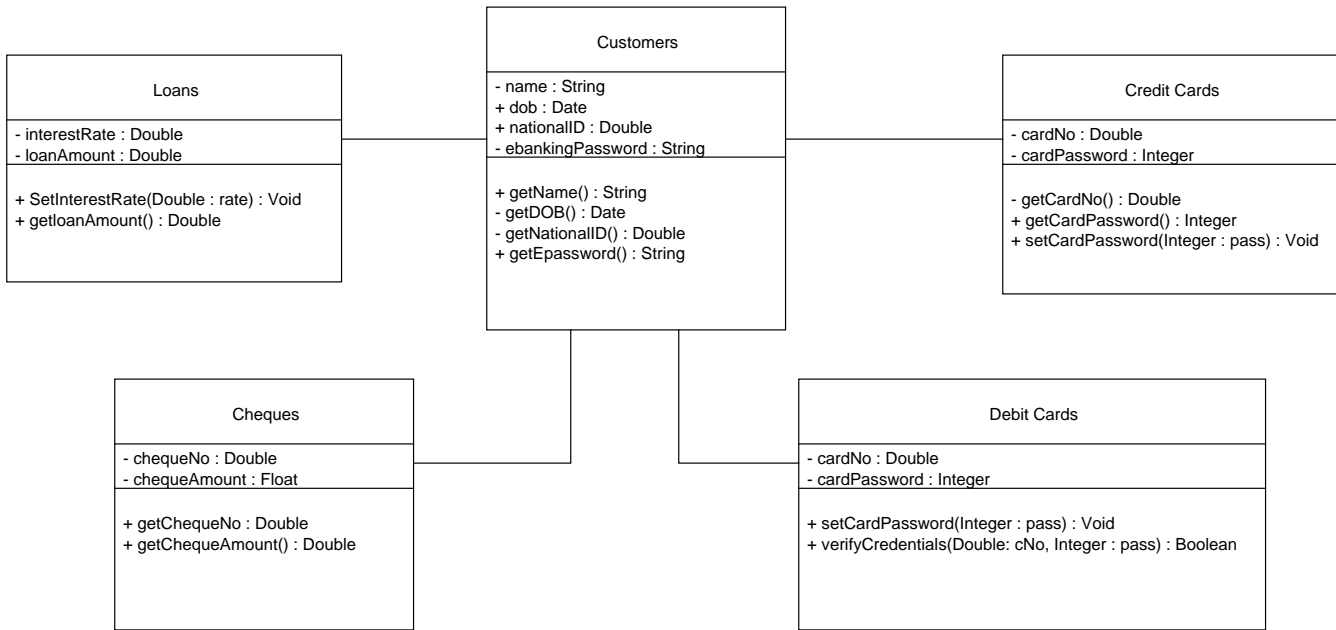 Customers
- name : String
+ dob : Date
+ nationalID : Double
- ebankingPassword : String
+ getName() : String
- getDOB() : Date
- getNationalID() : Double
+ getEpassword() : String
Loans
- interestRate : Double
- loanAmount : Double
+ SetInterestRate(Double : rate) : Void
+ getloanAmount() : Double
Credit Cards
- cardNo : Double
- cardPassword : Integer
- getCardNo() : Double
+ getCardPassword() : Integer
+ setCardPassword(Integer : pass) : Void
Cheques
- chequeNo : Double
- chequeAmount : Float
+ getChequeNo : Double
+ getChequeAmount() : Double
Debit Cards
- cardNo : Double
- cardPassword : Integer
+ setCardPassword(Integer : pass) : Void
+ verifyCredentials(Double: cNo, Integer : pass) : Boolean